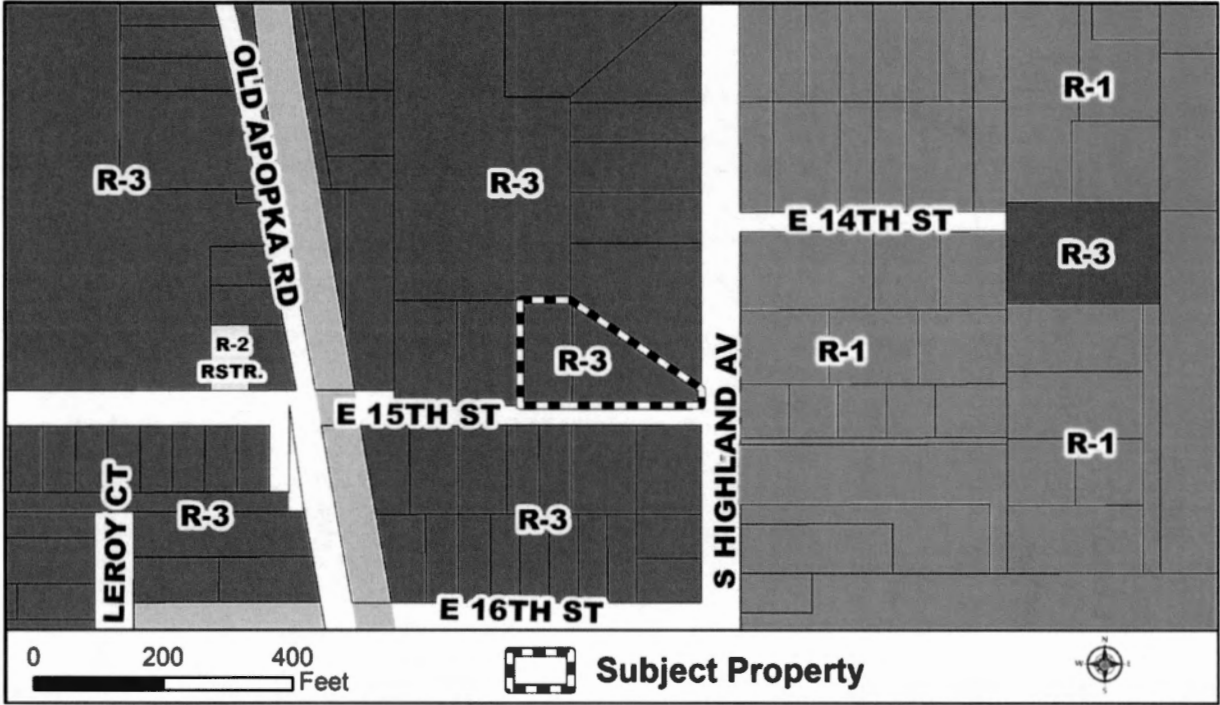 R-1
OLD APOPKA RD
R-3
R-3
E 14TH ST
R-3
R-2
RSTR.
R-3
R-1
S HIGHLAND AV
E 15TH ST
R-1
LEROY CT
R-3
R-3
E 16TH ST
0 200 400
Feet
Subject Property
N
W E
S